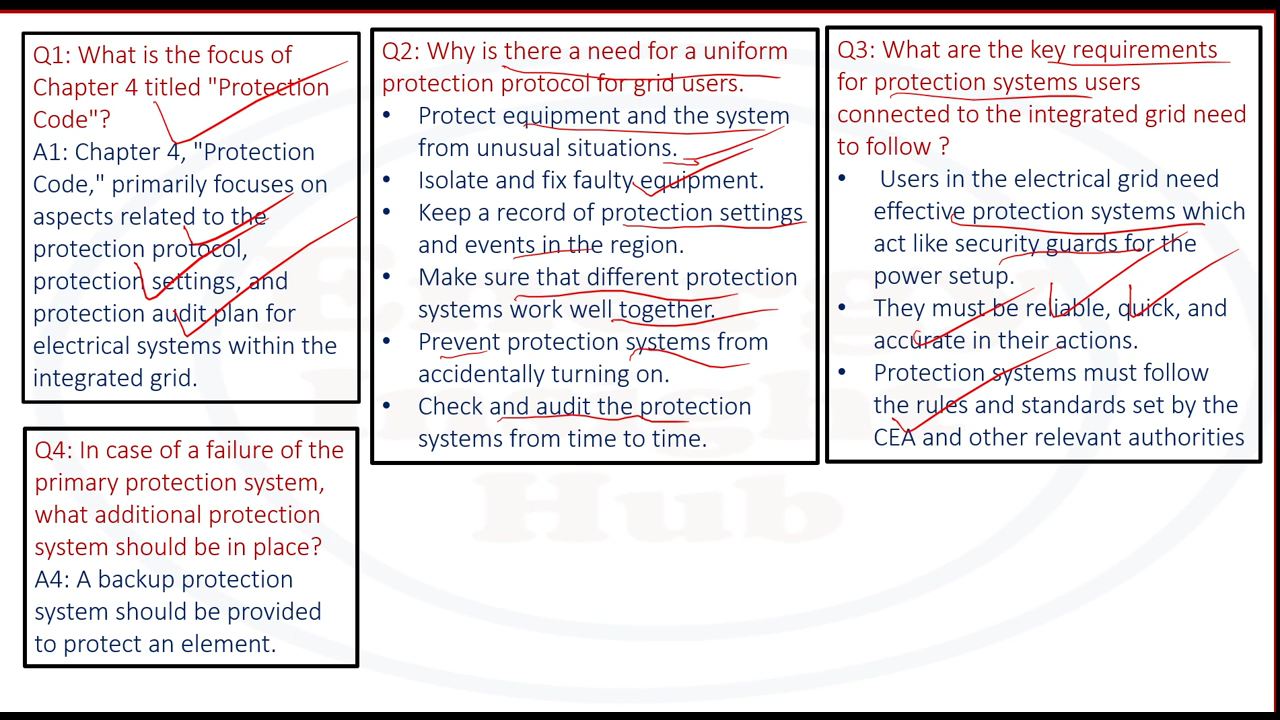 Q1: What is the focus of
Chapter 4 titled "Protection
Code"?
A1: Chapter 4, "Protection
Code," primarily focuses on
aspects related to the
protection protocol,
protection settings, and
protection audit plan for
electrical systems within the
integrated grid.
Q2: Why is there a need for a uniform
protection protocol for grid users.
• Protect equipment and the system
from unusual situations.
• Isolate and fix faulty equipment.
• Keep a record of protection settings
and events in the region.
• Make sure that different protection
systems work well together.
• Prevent protection systems from
accidentally turning on.
• Check and audit the protection
systems from time to time.
Q3: What are the key requirements
for protection systems users
connected to the integrated grid need
to follow ?
• Users in the electrical grid need
effective protection systems which
act like security guards for the
power setup.
• They must be reliable, quick, and
accurate in their actions.
• Protection systems must follow
the rules and standards set by the
CEA and other relevant authorities
Q4: In case of a failure of the
primary protection system,
what additional protection
system should be in place?
A4: A backup protection
system should be provided
to protect an element.
Hub